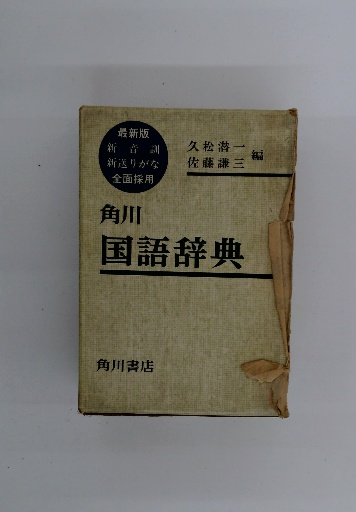 最新版
新音訓
新送りがな
全面採用
久松潜一
佐藤謙三
編
角川
国語辞典
角川書店